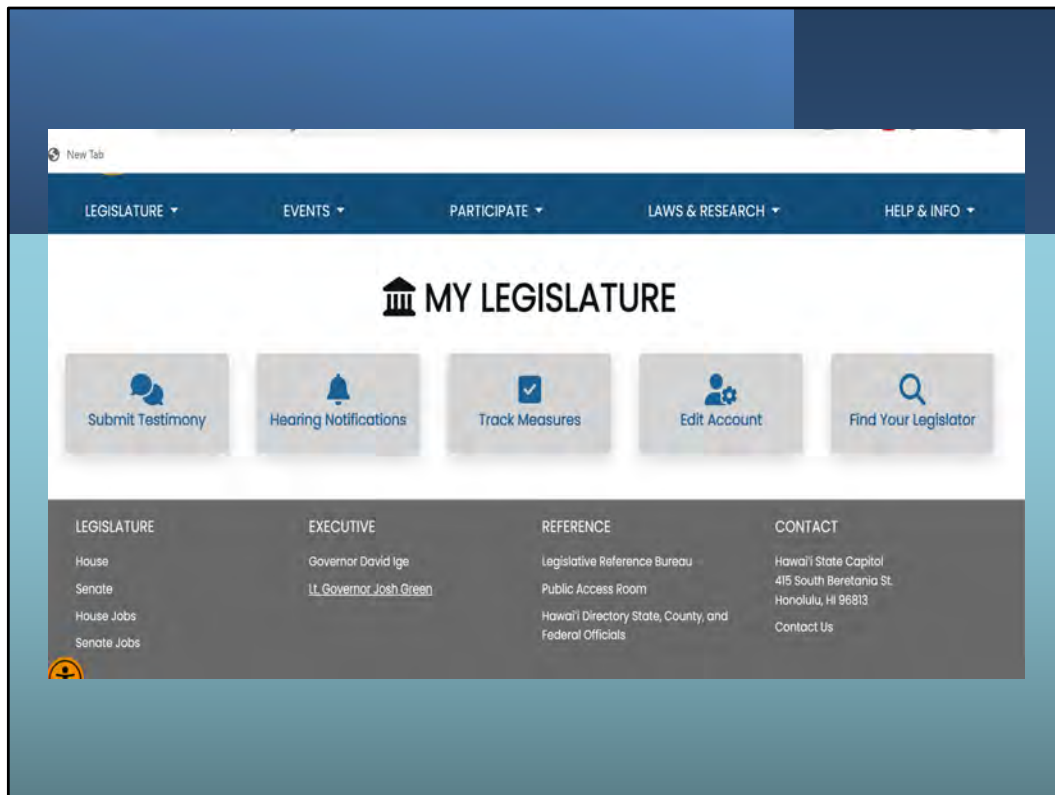 New Tab
LEGISLATURE
EVENTS
PARTICIPATE
LAWS & RESEARCH
HELP & INFO
MY LEGISLATURE
Submit Testimony
Hearing Notifications
Track Measures
Edit Account
Find Your Legislator
LEGISLATURE
House
Senate
House Jobs
Senate Jobs
EXECUTIVE
Governor David Ige
Lt. Governor Josh Green
REFERENCE
Legislative Reference Bureau
Public Access Room
Hawai'i Directory State, County, and
Federal Officials
CONTACT
Hawai'i State Capitol
415 South Beretania St.
Honolulu, HI 96813
Contact Us